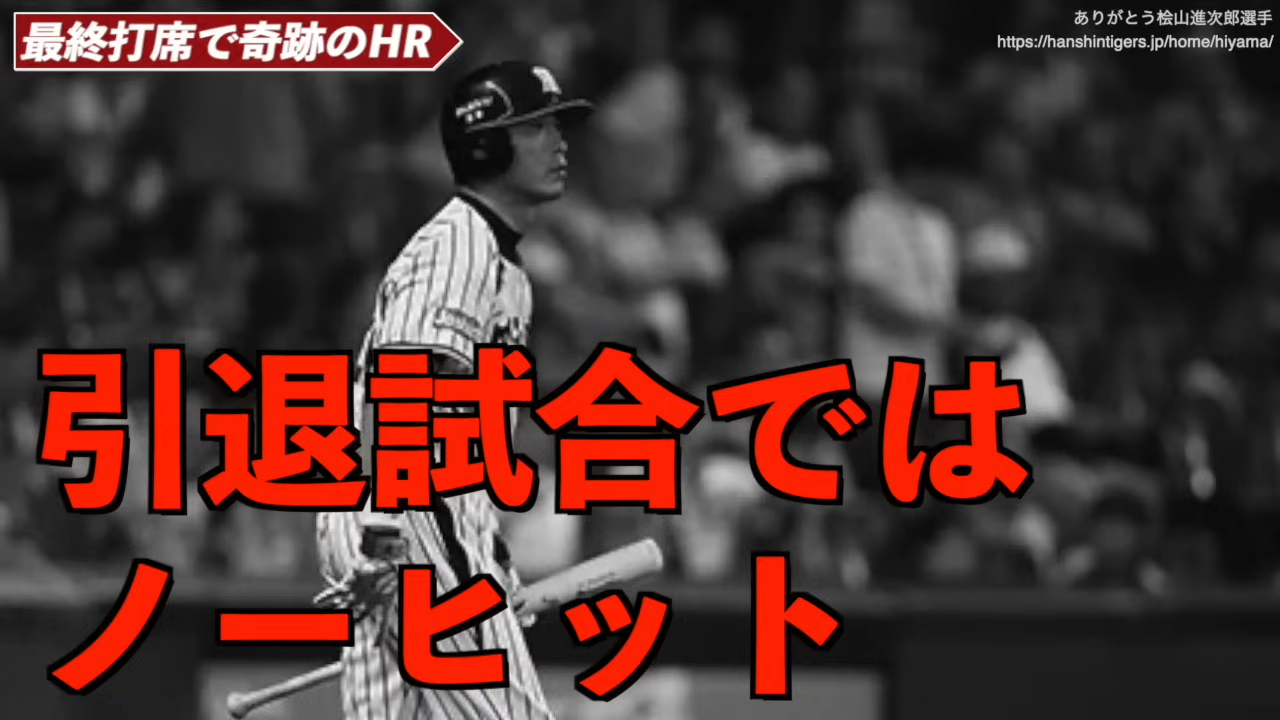 最終打席で奇跡のHR
ありがとう桧山進次郎選手
https://hanshintigers.jp/home/hiyama/
引退試合では
ノーヒット